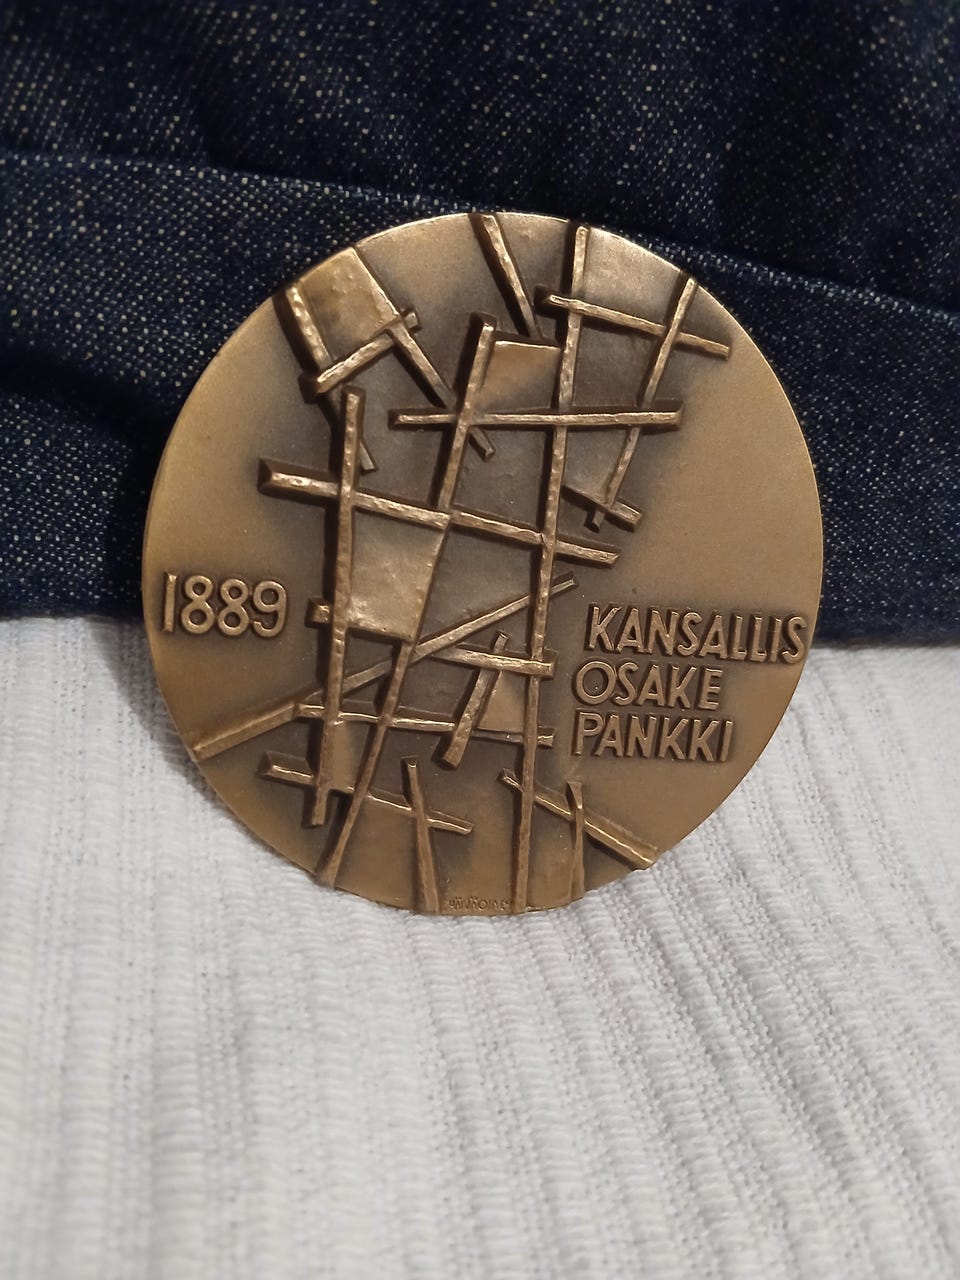 1889
KANSALLIS
OSAKE
PANKKI